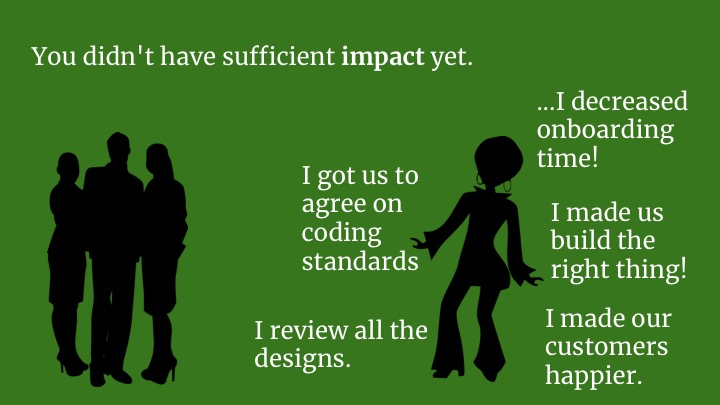 You didn't have sufficient impact yet.
...I decreased
onboarding
time!
I got us to
agree on
coding
standards
I made us
build the
right thing!
I review all the
designs.
I made our
customers
happier.